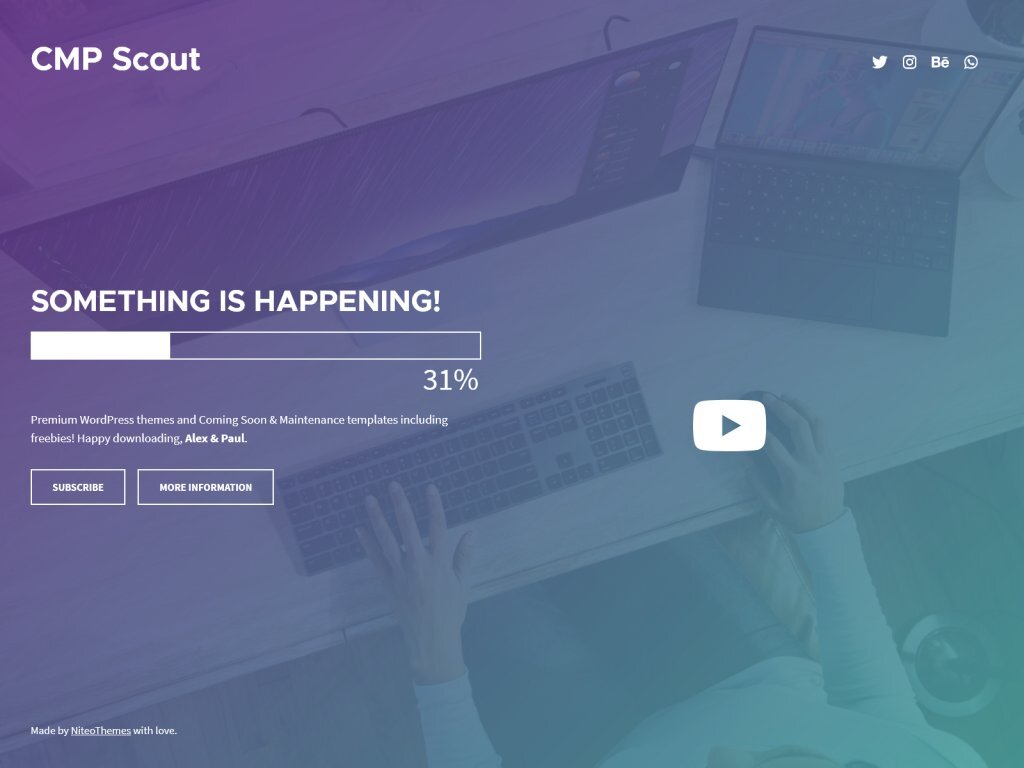 CMP Scout
Bē
SOMETHING IS HAPPENING!
31%
Premium WordPress themes and Coming Soon & Maintenance templates including
freebies! Happy downloading, Alex & Paul.
SUBSCRIBE
MORE INFORMATION
Made by NiteoThemes with love.